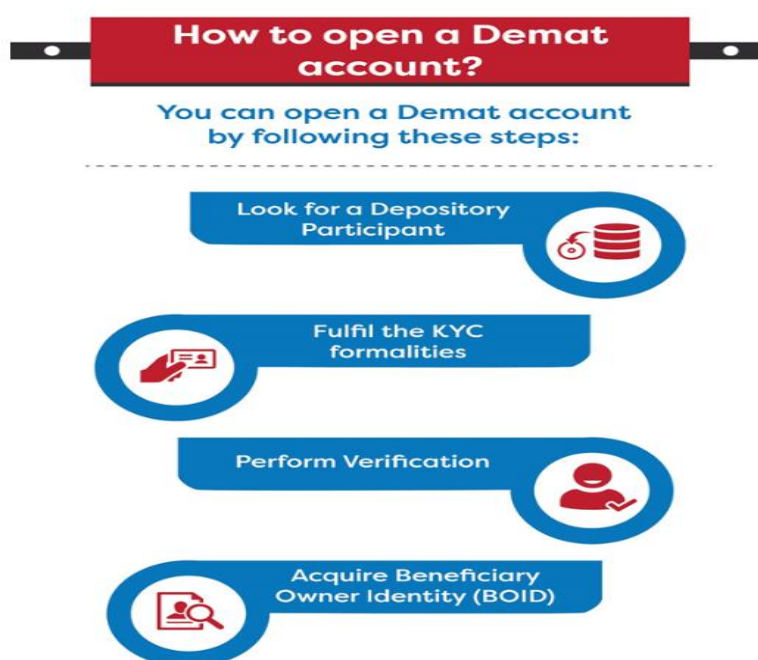 How to open a Demat
account?
You can open a Demat account
by following these steps:
Look for a Depository
Participant
Fulfil the KYC
formalities
Perform Verification
Acquire Beneficiary
Owner Identity (BOID)